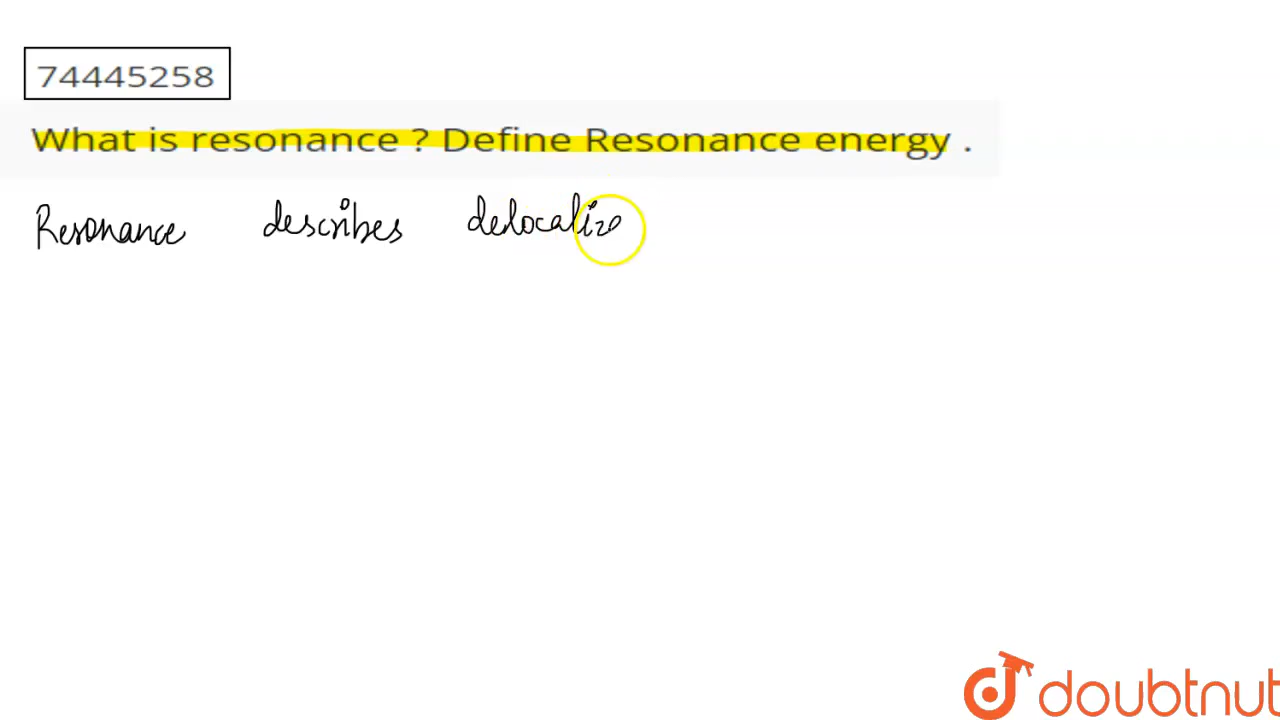 74445258
What is resonance ? Define Resonance energy .
Resonance describes delocalize
doubtnut